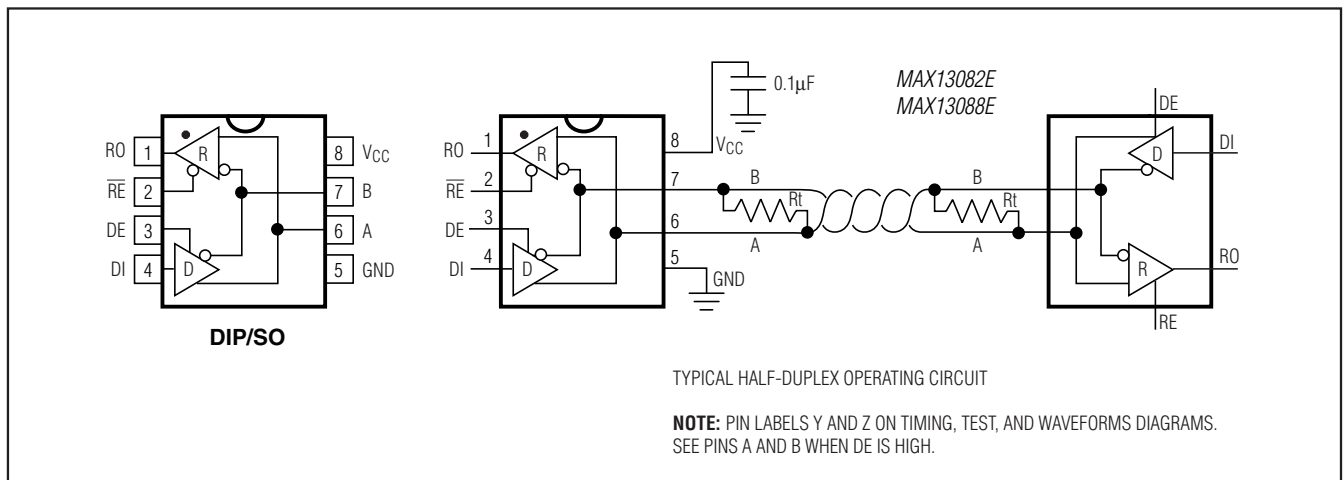 RO 1
R
8 VCC
RE 2
7 B
DE 3
6 A
DI 4
D
5 GND
DIP/SO
0.1μF
MAX13082E
MAX13088E
RO 1
R
8
VCC
RE 2
7
B
Rt
DE 3
6
A
DI 4
D
5
GND
B
Rt
A
DE
D
DI
R
RO
RE
TYPICAL HALF-DUPLEX OPERATING CIRCUIT
NOTE: PIN LABELS Y AND Z ON TIMING, TEST, AND WAVEFORMS DIAGRAMS.
SEE PINS A AND B WHEN DE IS HIGH.